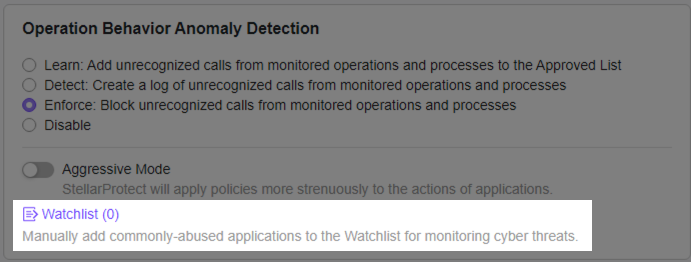 Operation Behavior Anomaly Detection
Learn: Add unrecognized calls from monitored operations and processes to the Approved List
Detect: Create a log of unrecognized calls from monitored operations and processes
Enforce: Block unrecognized calls from monitored operations and processes
Disable
Aggressive Mode
StellarProtect will apply policies more strenuously to the actions of applications.
Watchlist (0)
Manually add commonly-abused applications to the Watchlist for monitoring cyber threats.